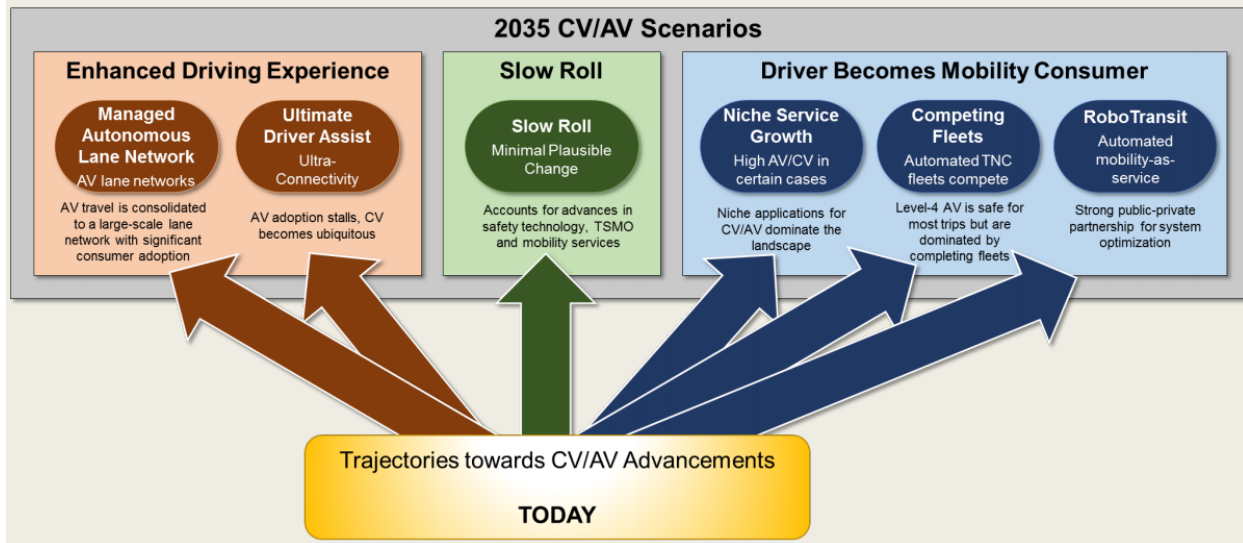 2035 CV/AV Scenarios
Enhanced Driving Experience
Managed
Autonomous
Lane Network
AV lane networks
AV travel is consolidated
to a large-scale lane
network with significant
consumer adoption
Ultimate
Driver Assist
Ultra-
Connectivity
AV adoption stalls, CV
becomes ubiquitous
Slow Roll
Slow Roll
Minimal Plausible
Change
Accounts for advances in
safety technology, TSMO
and mobility services
Driver Becomes Mobility Consumer
Niche Service
Growth
High AV/CV in
certain cases
Niche applications for
CV/AV dominate the
landscape
Competing
Fleets
Automated TNC
fleets compete
Level-4 AV is safe for
most trips but are
dominated by
completing fleets
RoboTransit
Automated
mobility-as-
service
Strong public-private
partnership for system
optimization
Trajectories towards CV/AV Advancements
TODAY